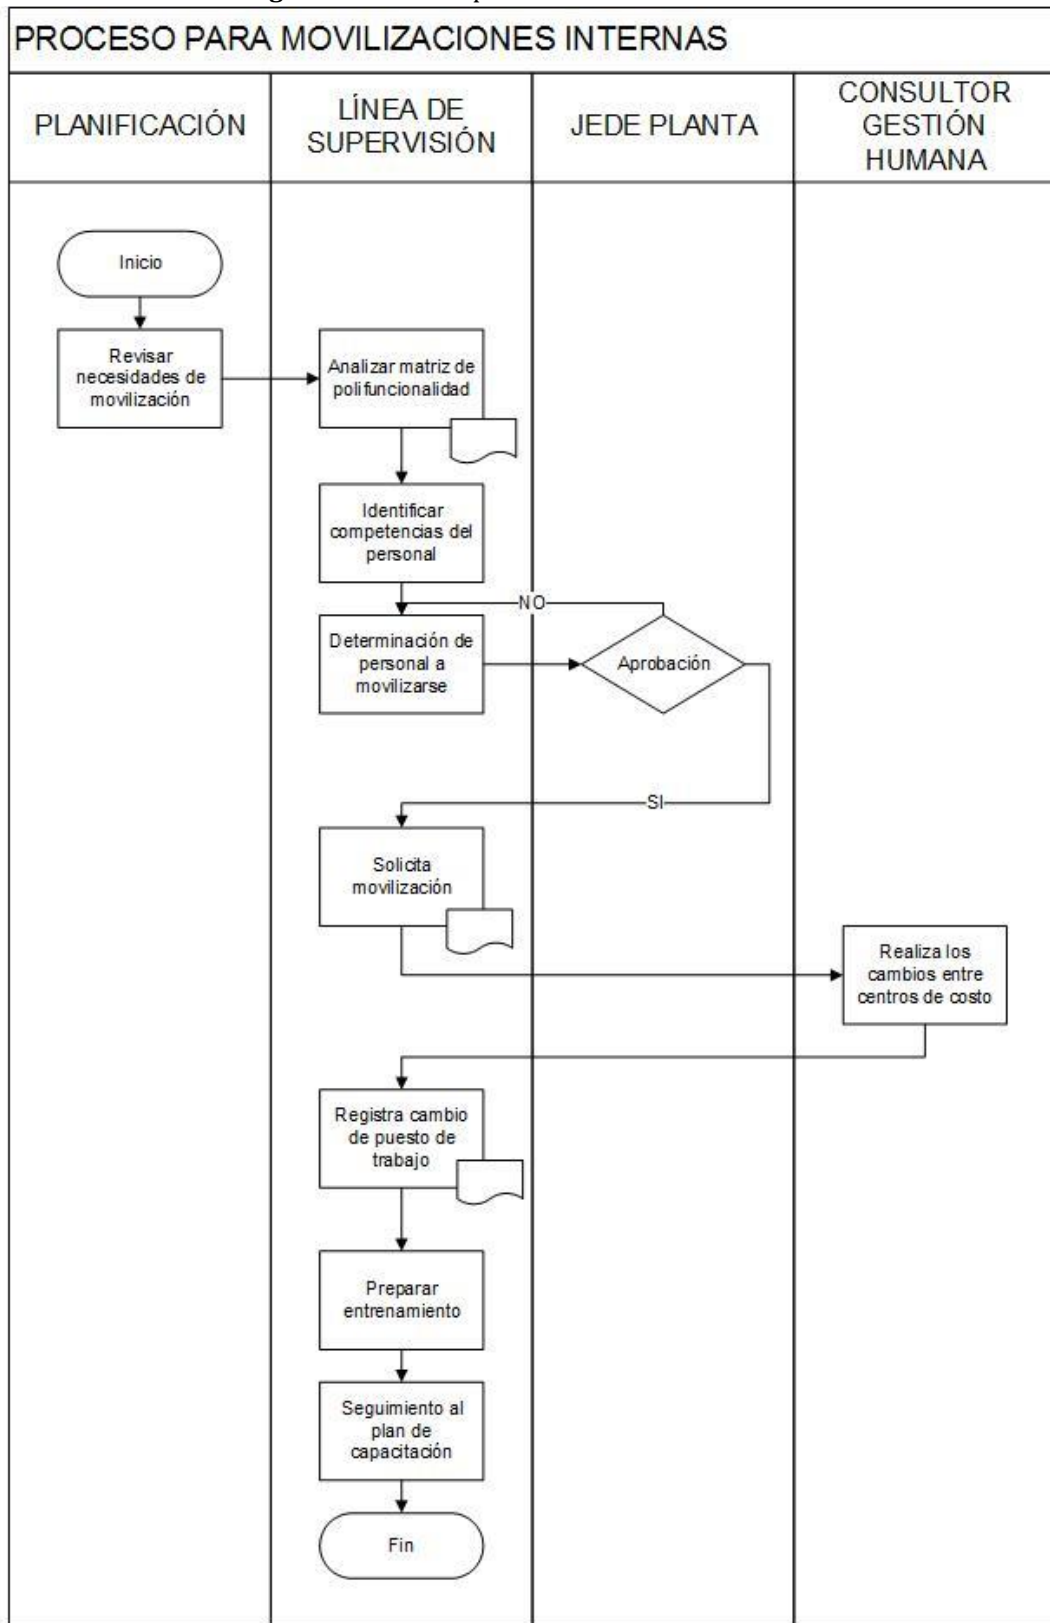 PROCESO PARA MOVILIZACIONES INTERNAS
PLANIFICACIÓN
LÍNEA DE
SUPERVISIÓN
JEDE PLANTA
CONSULTOR
GESTIÓN
HUMANA
Inicio
Revisar
necesidades de
movilización
Analizar matriz de
polifuncionalidad
Identificar
competencias del
personal
NO
Determinación de
personal a
movilizarse
Aprobación
SI
Solicita
movilización
Realiza los
cambios entre
centros de costo
Registra cambio
de puesto de
trabajo
Preparar
entrenamiento
Seguimiento al
plan de
capacitación
Fin